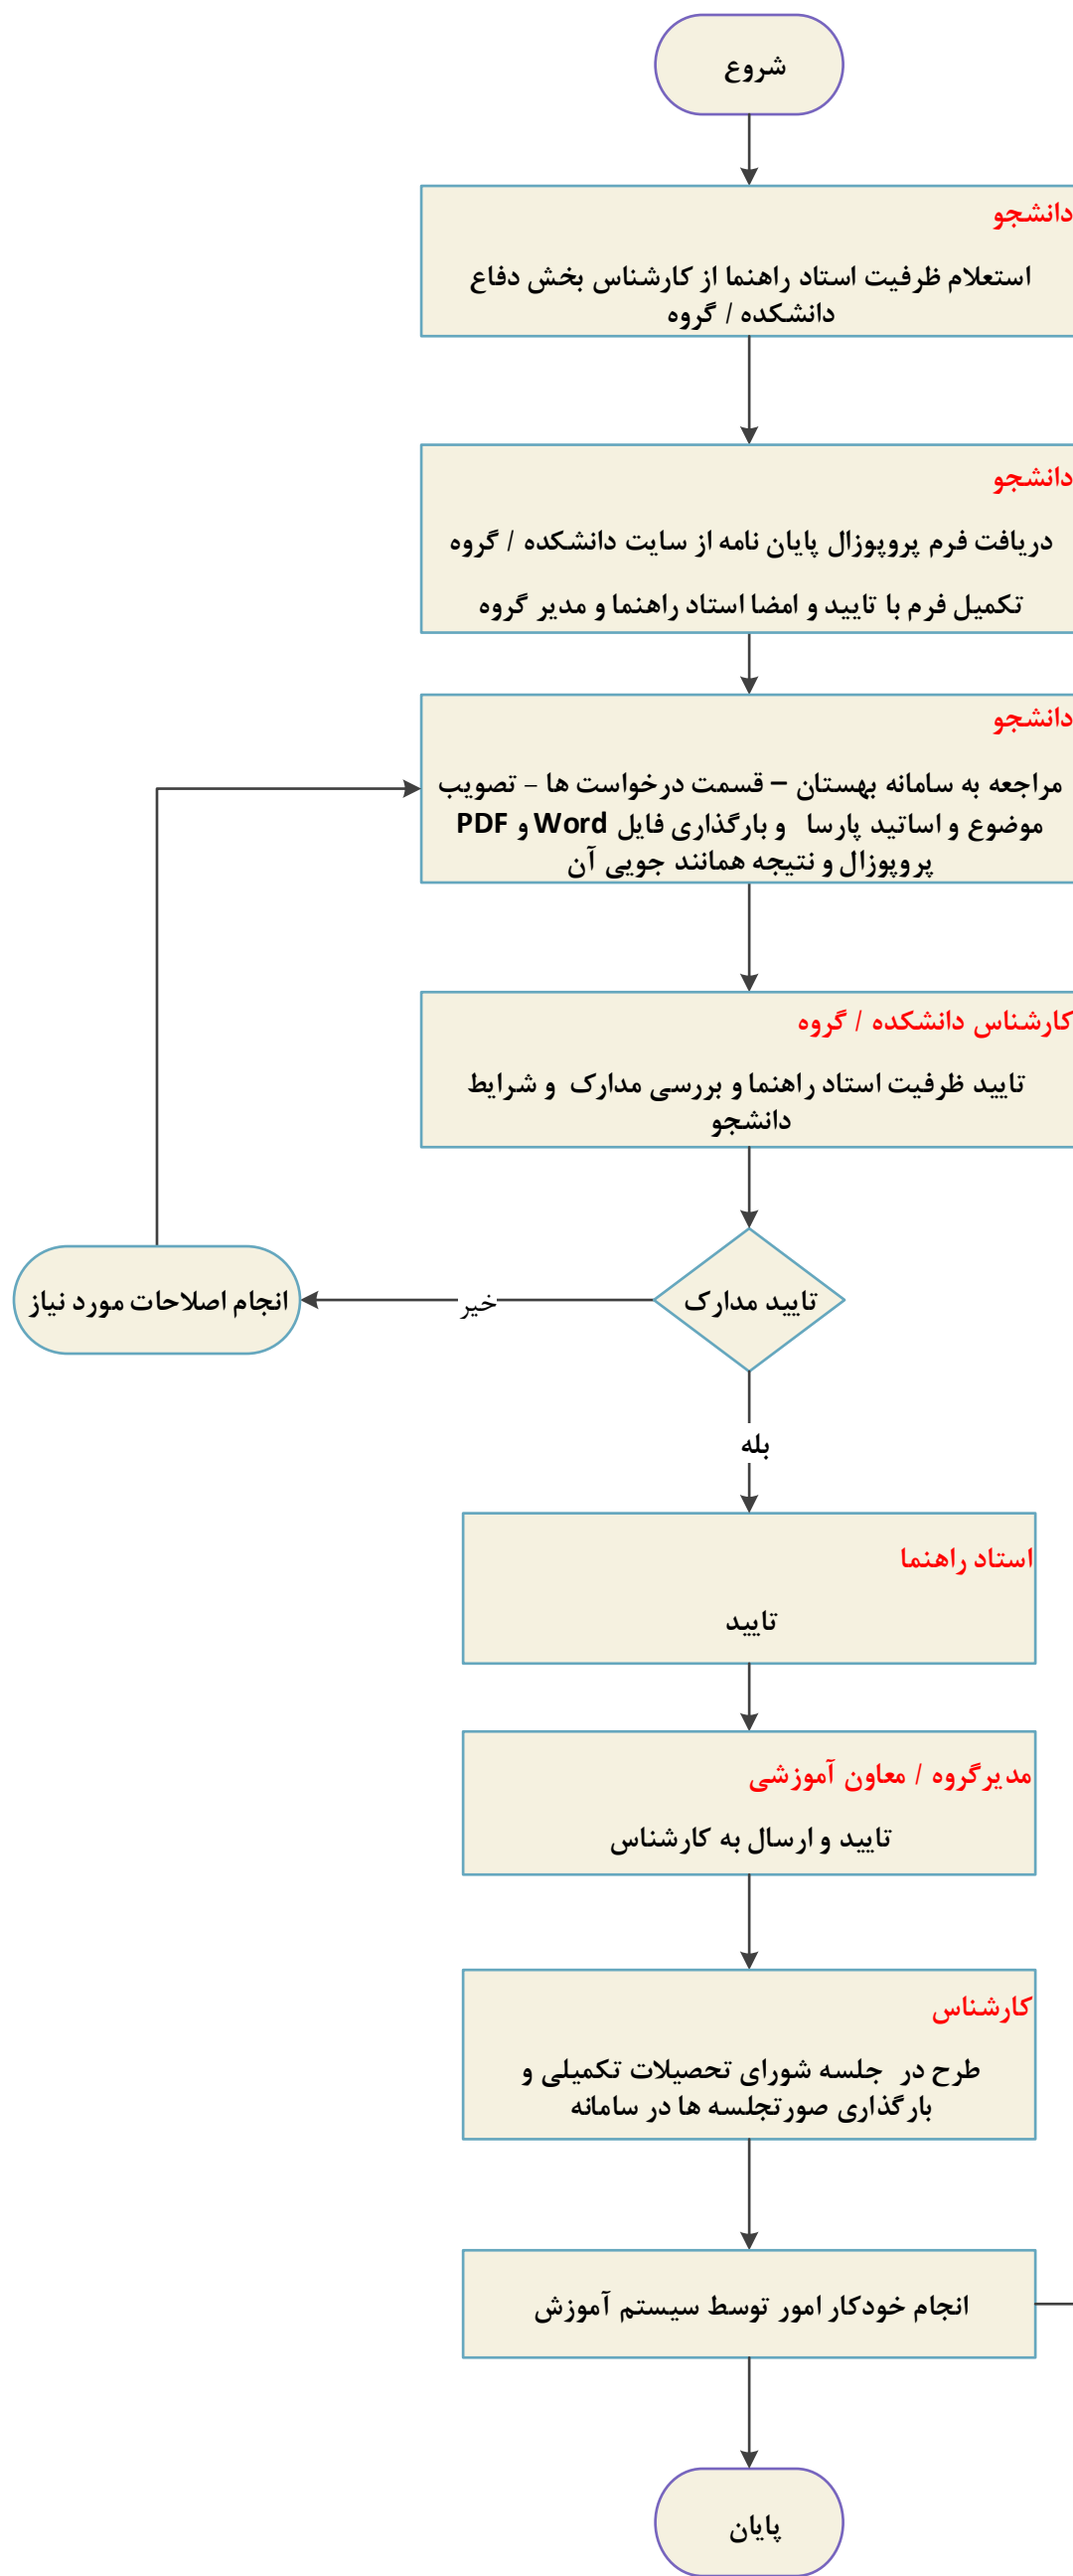 شروع
دانشجو
استعلام ظرفیت استاد راهنما از کارشناس بخش دفاع
دانشکده / گروه
دانشجو
دریافت فرم پروپوزال پایان نامه از سایت دانشکده / گروه
تکمیل فرم با تایید و امضا استاد راهنما و مدیر گروه
دانشجو
مراجعه به سامانه بهستان – قسمت درخواست ها - تصویب
موضوع و اساتید پارسا و بارگذاری فایل Word و PDF
پروپوزال و نتیجه همانند جویی آن
کارشناس دانشکده / گروه
تایید ظرفیت استاد راهنما و بررسی مدارک و شرایط
دانشجو
تایید مدارک
خیر
انجام اصلاحات مورد نیاز
بله
استاد راهنما
تایید
مدیرگروه / معاون آموزشی
تایید و ارسال به کارشناس
کارشناس
طرح در جلسه شورای تحصیلات تکمیلی و
بارگذاری صورتجلسه ها در سامانه
انجام خودکار امور توسط سیستم آموزش
پایان